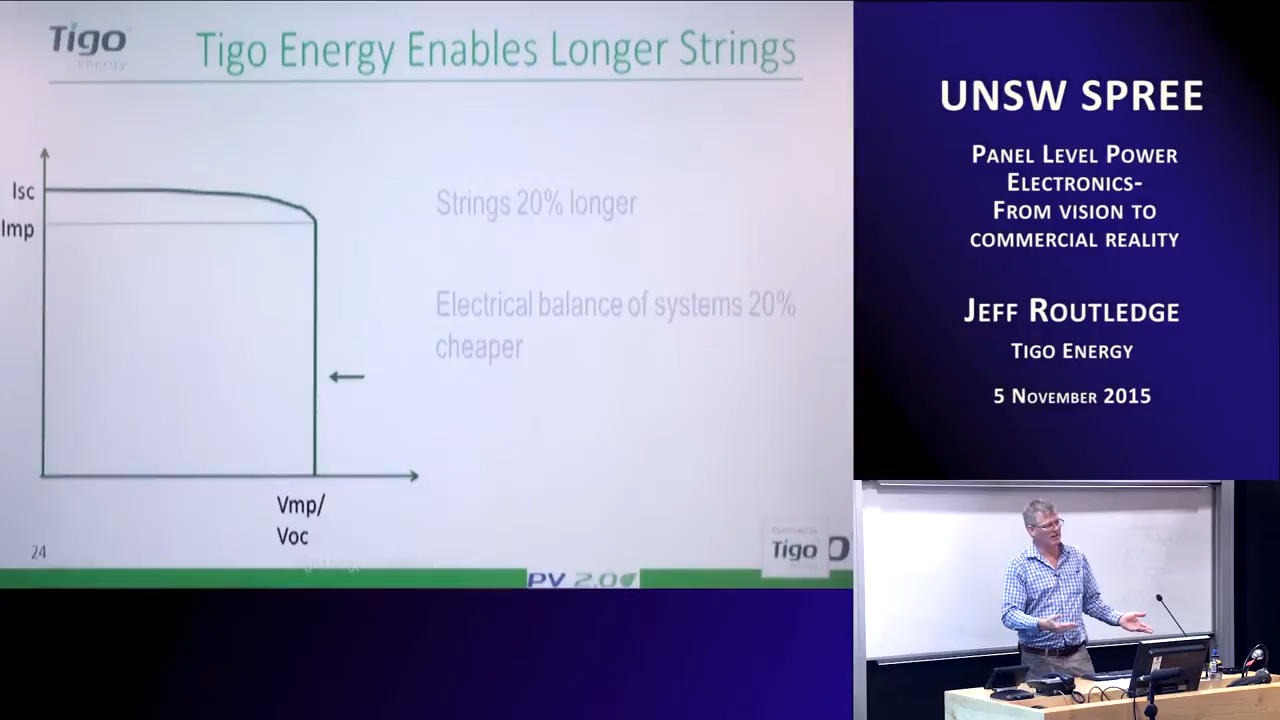 Tigo
energy
Tigo Energy Enables Longer Strings
Isc
Imp
Strings 20% longer
Electrical balance of systems 20%
cheaper
Vmp/
Voc
24
Tigo
PV 2.0
UNSW SPREE
PANEL LEVEL POWER
ELECTRONICS-
FROM VISION TO
COMMERCIAL REALITY
JEFF ROUTLEDGE
TIGO ENERGY
5 NOVEMBER 2015